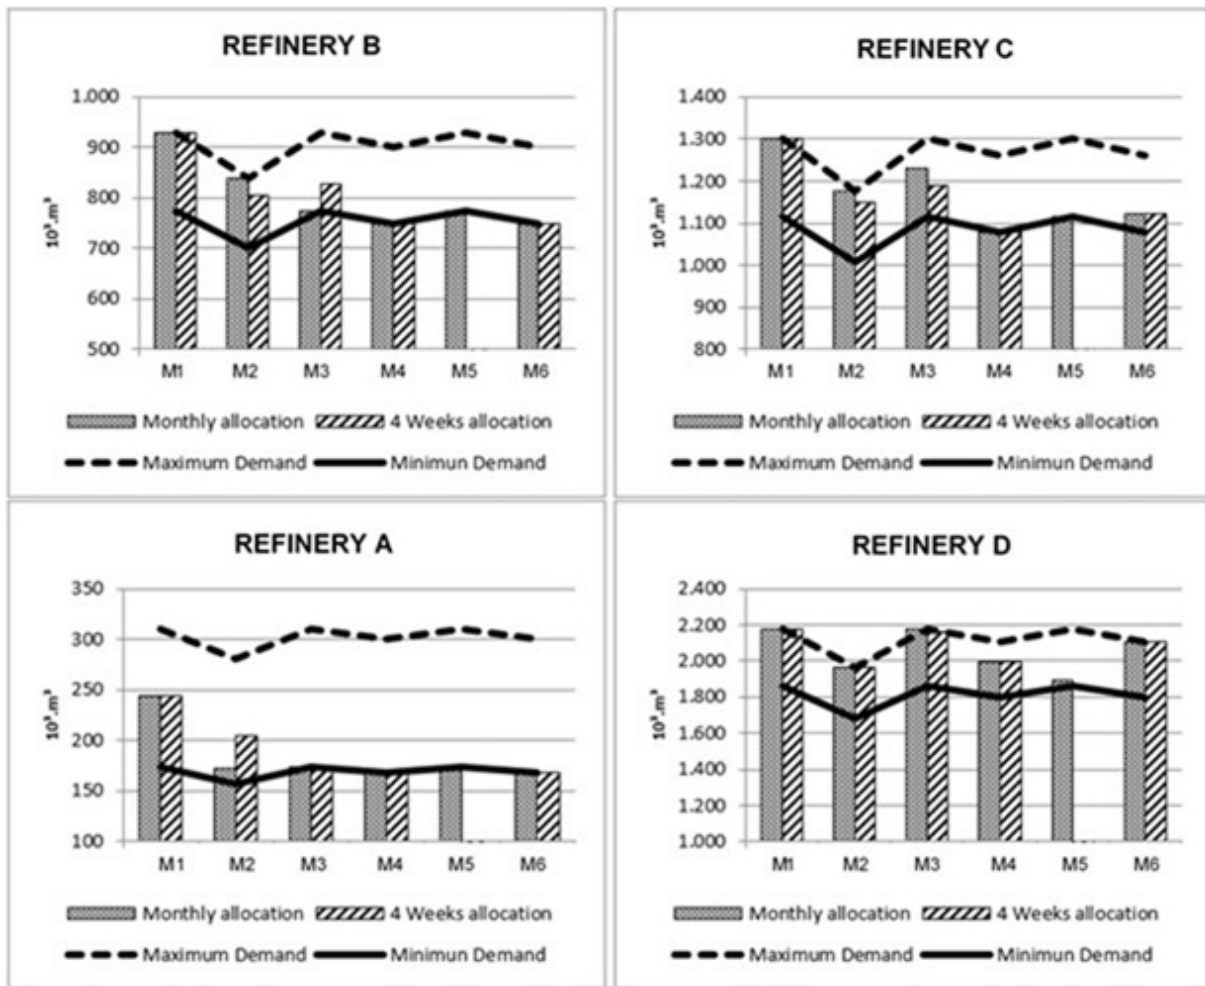 REFINERY B
1.000
900
800
700
600
500
10³.m³
M1 M2 M3 M4 M5 M6
Monthly allocation 4 Weeks allocation
Maximum Demand Minimun Demand
REFINERY C
1.400
1.300
1.200
1.100
1.000
900
800
10³.m³
M1 M2 M3 M4 M5 M6
Monthly allocation 4 Weeks allocation
Maximum Demand Minimun Demand
REFINERY A
350
300
250
200
150
100
10³.m³
M1 M2 M3 M4 M5 M6
Monthly allocation 4 Weeks allocation
Maximum Demand Minimun Demand
REFINERY D
2.400
2.200
2.000
1.800
1.600
1.400
1.200
1.000
10³.m³
M1 M2 M3 M4 M5 M6
Monthly allocation 4 Weeks allocation
Maximum Demand Minimun Demand